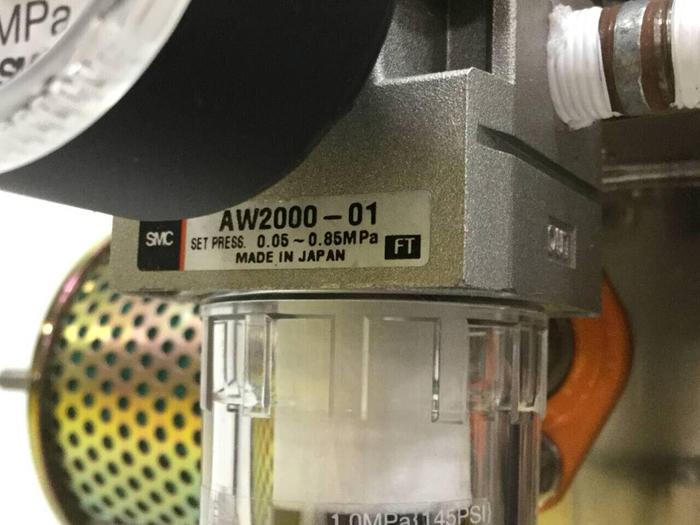 MPa
SMC
AW2000-01
SET PRESS. 0.05~0.85MPa
FT
MADE IN JAPAN
1.0MPa(145PSI)